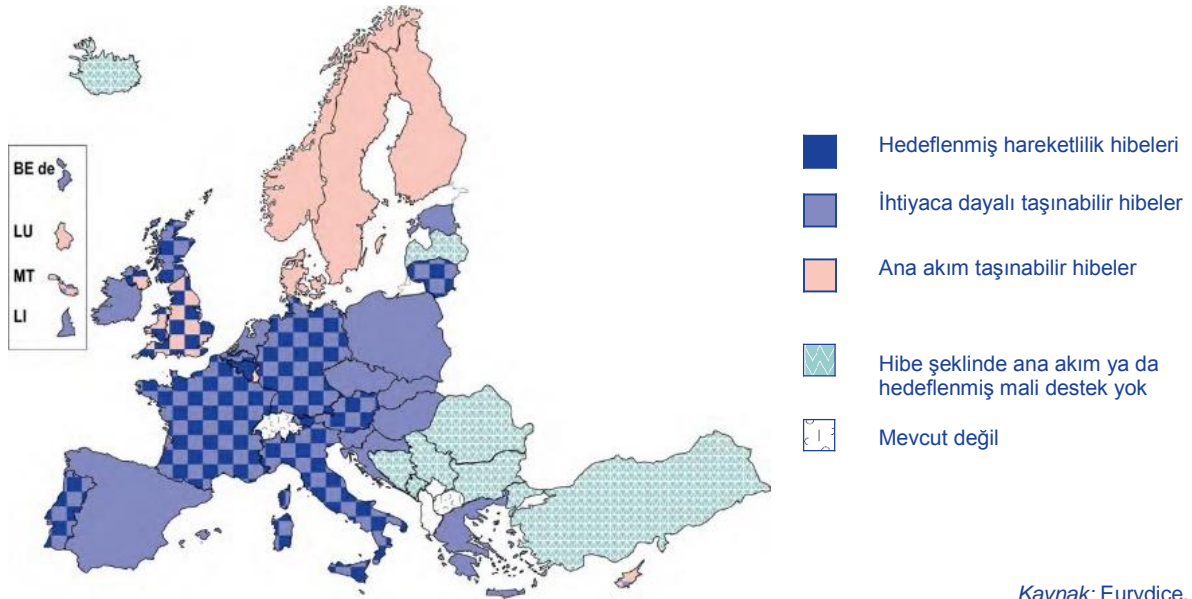 BE de
LU
MT
LI
Hedeflenmiş hareketlilik hibeleri
İhtiyaca dayalı taşınabilir hibeler
Ana akım taşınabilir hibeler
Hibe şeklinde ana akım ya da
hedeflenmiş mali destek yok
Mevcut değil
Kaynak: Eurydice.